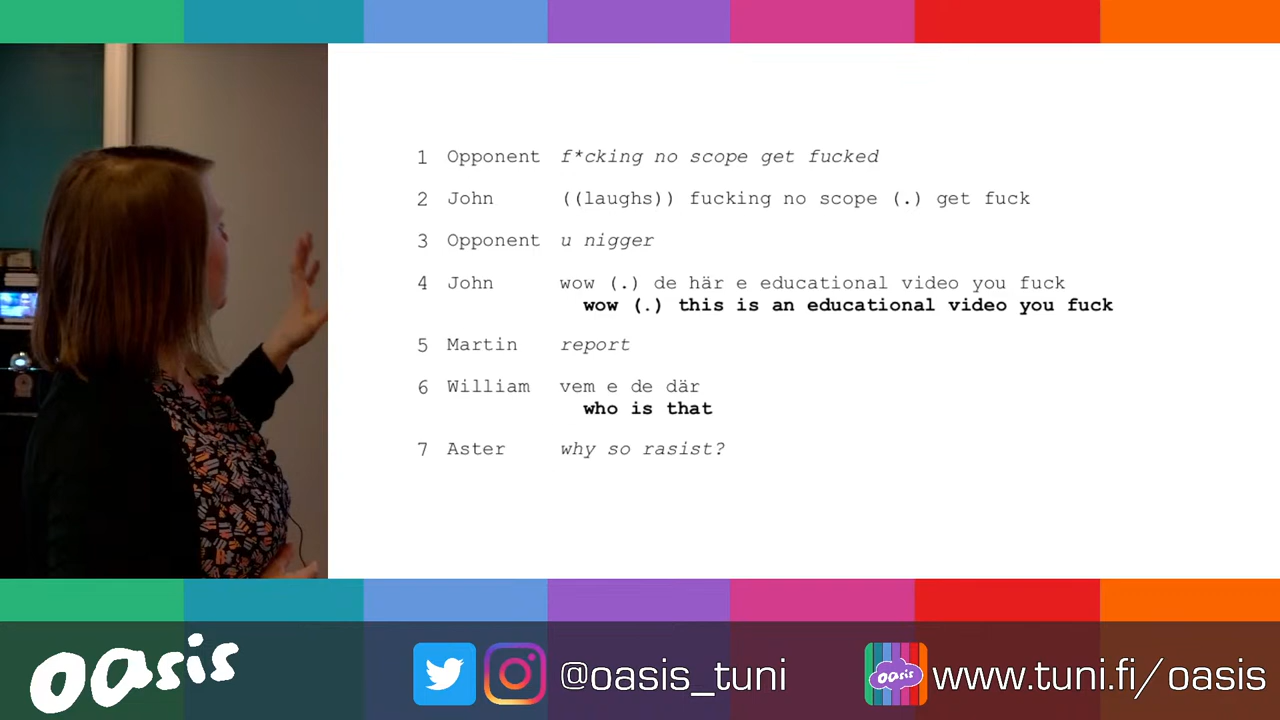 1 Opponent f*cking no scope get fucked
2 John ((laughs)) fucking no scope (.) get fuck
3 Opponent u nigger
4 John wow (.) de här e educational video you fuck
wow (.) this is an educational video you fuck
5 Martin report
6 William vem e de där
who is that
7 Aster why so rasist?
oasis
@oasis_tuni
oasis
www.tuni.fi/oasis